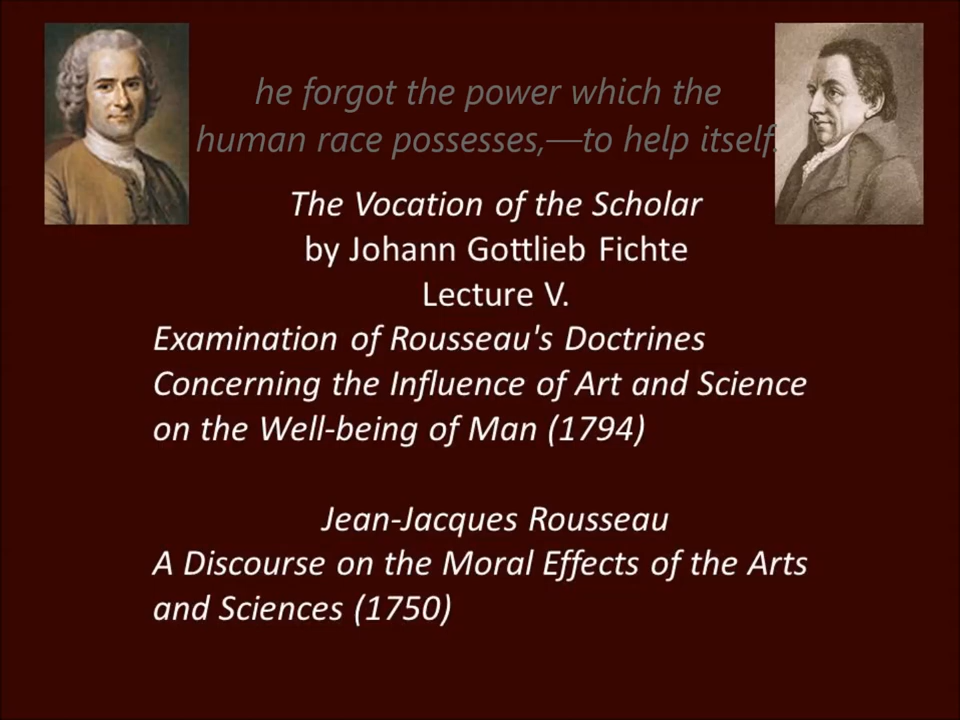 he forgot the power which the
human race possesses,—to help itself.
The Vocation of the Scholar
by Johann Gottlieb Fichte
Lecture V.
Examination of Rousseau's Doctrines
Concerning the Influence of Art and Science
on the Well-being of Man (1794)
Jean-Jacques Rousseau
A Discourse on the Moral Effects of the Arts
and Sciences (1750)